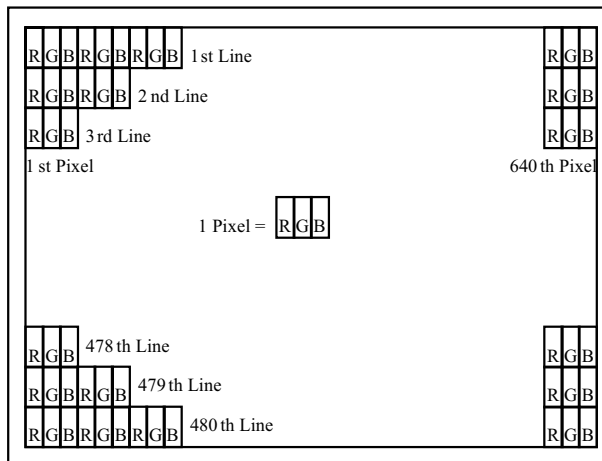 RGBRGBRGB 1st Line RGB
RGBRGB 2nd Line RGB
RGB 3rd Line RGB
1st Pixel 640th Pixel
1 Pixel = RGB
RGB 478th Line RGB
RGBRGB 479th Line RGB
RGBRGBRGB 480th Line RGB